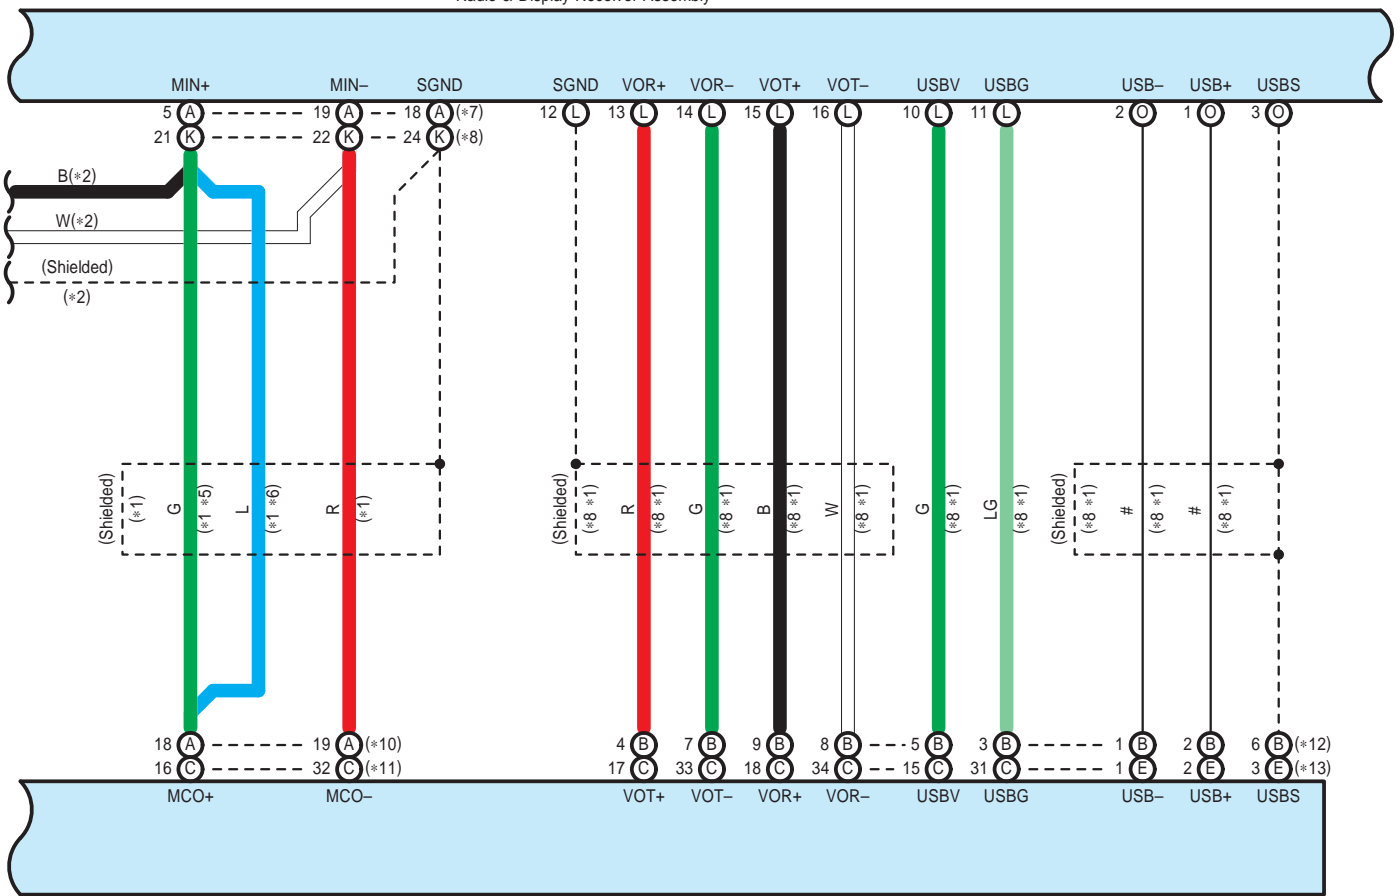 Radio & Display Receiver Assembly
MIN+ MIN– SGND SGND VOR+ VOR– VOT+ VOT– USBV USBG USB– USB+ USBS
5 A 19 A 18 A (*7) 12 L 13 L 14 L 15 L 16 L 10 L 11 L 2 O 1 O 3 O
21 K 22 K 24 K (*8)
B(*2)
W(*2)
(Shielded)
(*2)
(Shielded)
(*1)
G
(*1 *5)
L
(*1 *6)
R
(*1)
(Shielded)
(*8 *1)
R
(*8 *1)
G
(*8 *1)
B
(*8 *1)
W
(*8 *1)
G
(*8 *1)
LG
(*8 *1)
(Shielded)
(*8 *1)
#
(*8 *1)
#
(*8 *1)
18 A 19 A (*10) 4 B 7 B 9 B 8 B 5 B 3 B 1 B 2 B 6 B (*12)
16 C 32 C (*11) 17 C 33 C 18 C 34 C 15 C 31 C 1 E 2 E 3 E (*13)
MCO+ MCO– VOT+ VOT– VOR+ VOR– USBV USBG USB– USB+ USBS